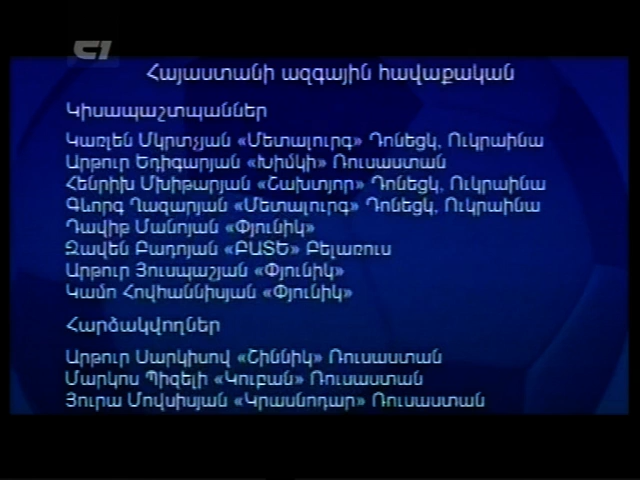 Հայաստանի ազգային հավաքական
Կիսապաշտպաններ
Կառլեն Մկրտչյան «Մետալուրգ» Դոնեցկ, Ուկրաինա
Արթուր Եդիգարյան «Խիմկի» Ռուսաստան
Հենրիխ Մխիթարյան «Շախտյոր» Դոնեցկ, Ուկրաինա
Գևորգ Ղազարյան «Մետալուրգ» Դոնեցկ, Ուկրաինա
Դավիթ Մանոյան «Փյունիկ»
Զավեն Բադոյան «ԲԱՏԵ» Բելառուս
Արթուր Յուսպաշյան «Փյունիկ»
Կամո Հովհաննիսյան «Փյունիկ»
Հարձակվողներ
Արթուր Սարկիսով «Շիննիկ» Ռուսաստան
Մարկոս Պիզելի «Կուբան» Ռուսաստան
Յուրա Մովսիսյան «Կրասնոդար» Ռուսաստան